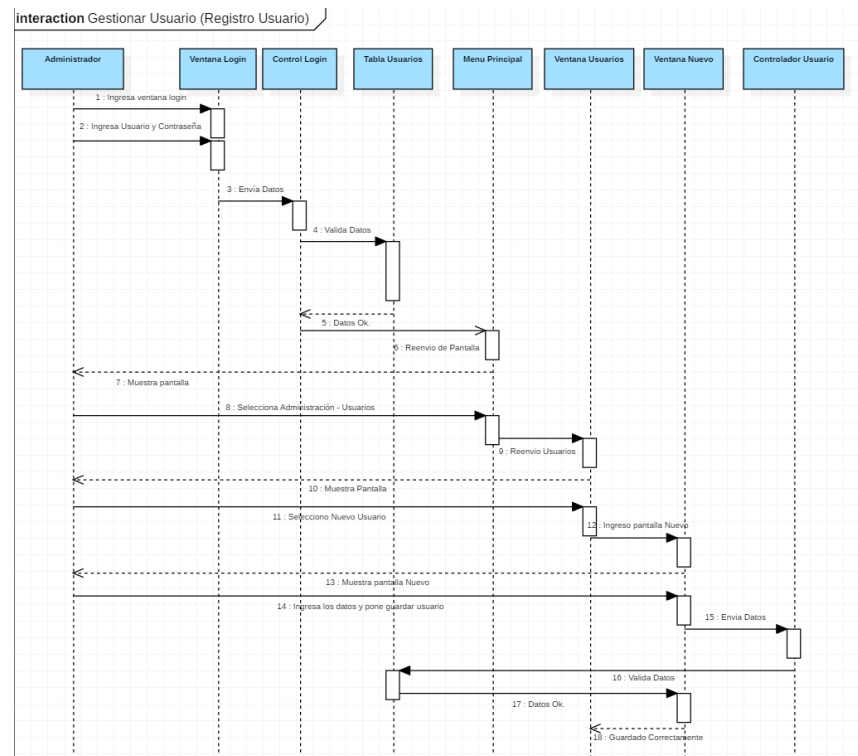 interaction Gestionar Usuario (Registro Usuario)
Administrador
Ventana Login
Control Login
Tabla Usuarios
Menu Principal
Ventana Usuarios
Ventana Nuevo
Controlador Usuario
1 : Ingresa ventana login
2 : Ingresa Usuario y Contraseña
3 : Envía Datos
4 : Valida Datos
5 : Datos Ok.
6 : Reenvio de Pantalla
7 : Muestra pantalla
8 : Selecciona Administración - Usuarios
9 : Reenvio Usuarios
10 : Muestra Pantalla
11 : Selecciono Nuevo Usuario
12 : Ingreso pantalla Nuevo
13 : Muestra pantalla Nuevo
14 : Ingresa los datos y pone guardar usuario
15 : Envia Datos
16 : Valida Datos
17 : Datos Ok.
18 : Guardado Correctamente